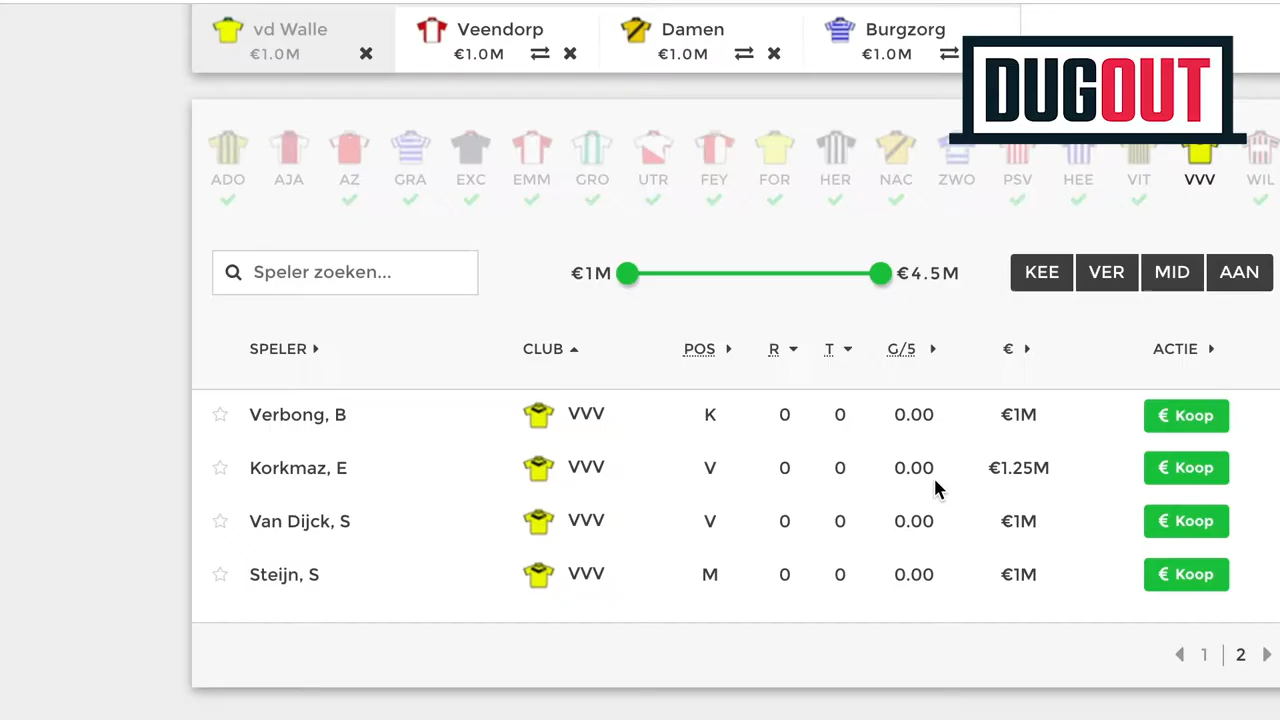 vd Walle Veendorp Damen Burgzorg
€1.0M €1.0M €1.0M €1.0M
DUGOUT
ADO AJA AZ GRA EXC EMM GRO UTR FEY FOR HER NAC ZWO PSV HEE VIT VVV WIL
Speler zoeken... €1M €4.5M KEE VER MID AAN
SPELER CLUB POS R T G/5 € ACTIE
Verbong, B VVV K 0 0 0.00 €1M € Koop
Korkmaz, E VVV V 0 0 0.00 €1.25M € Koop
Van Dijck, S VVV V 0 0 0.00 €1M € Koop
Steijn, S VVV M 0 0 0.00 €1M € Koop
1 2